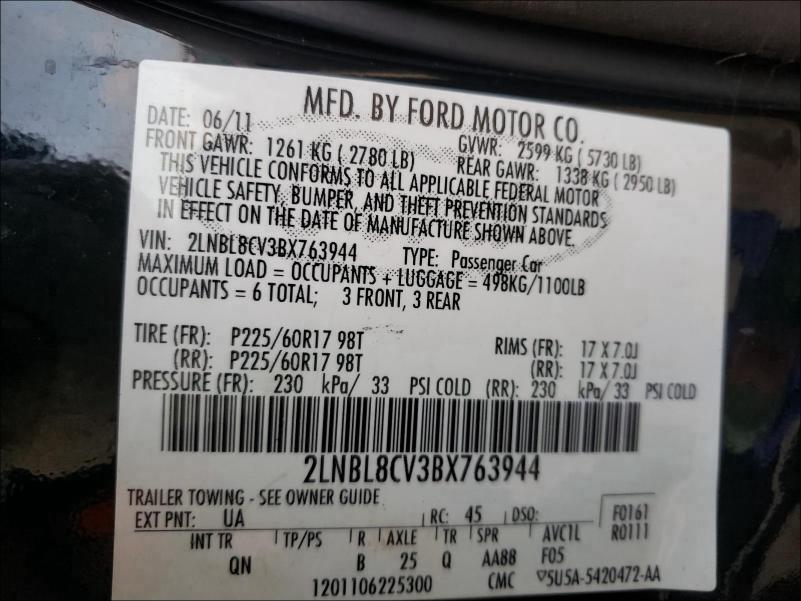 MFD. BY FORD MOTOR CO.
DATE: 06/11 GVWR: 2599 KG ( 5730 LB)
FRONT GAWR: 1261 KG ( 2780 LB) REAR GAWR: 1338 KG ( 2950 LB)
THIS VEHICLE CONFORMS TO ALL APPLICABLE FEDERAL MOTOR
VEHICLE SAFETY, BUMPER, AND THEFT PREVENTION STANDARDS
IN EFFECT ON THE DATE OF MANUFACTURE SHOWN ABOVE.
VIN: 2LNBL8CV3BX763944 TYPE: Passenger Car
MAXIMUM LOAD = OCCUPANTS + LUGGAGE = 498KG/1100LB
OCCUPANTS = 6 TOTAL; 3 FRONT, 3 REAR
TIRE (FR): P225/60R17 98T RIMS (FR): 17 X 7.0J
(RR): P225/60R17 98T (RR): 17 X 7.0J
PRESSURE (FR): 230 kPa/ 33 PSI COLD (RR): 230 kPa/ 33 PSI COLD
2LNBL8CV3BX763944
TRAILER TOWING - SEE OWNER GUIDE
EXT PNT: UA RC: 45 DSO: F0161
R0111
INT TR TP/PS R AXLE TR SPR AVC1L
QN B 25 Q AA88 F05
1201106225300 CMC 5U5A-5420472-AA